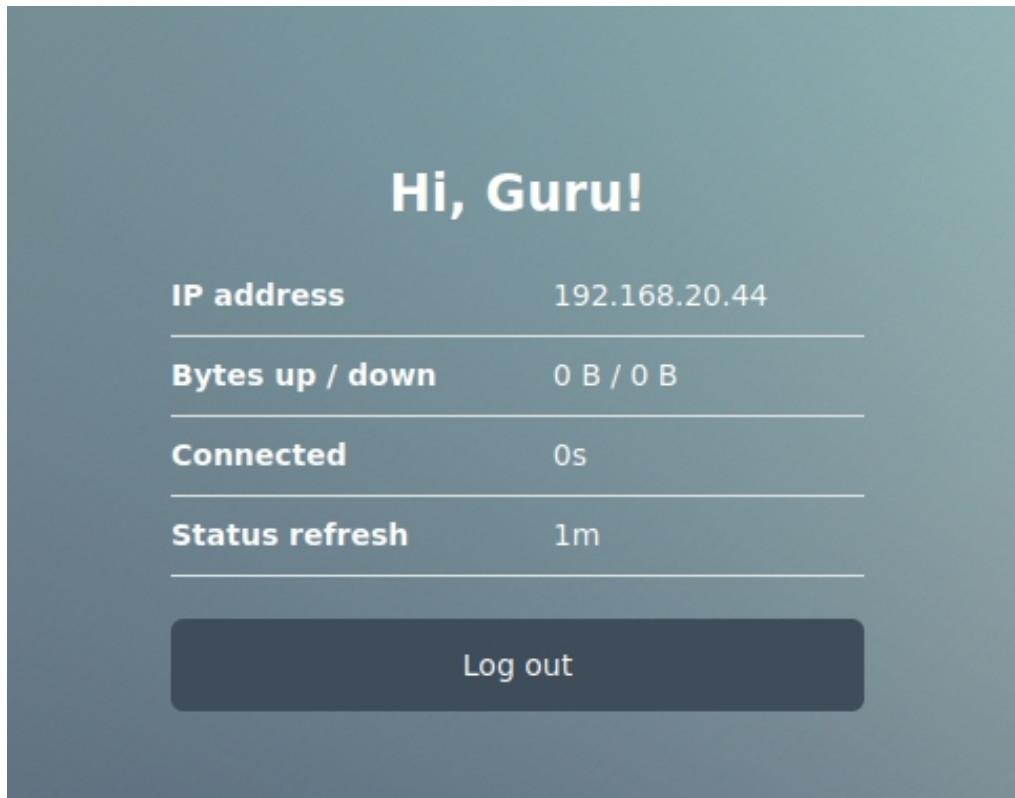 Hi, Guru!
IP address 192.168.20.44
Bytes up / down 0 B / 0 B
Connected 0s
Status refresh 1m
Log out